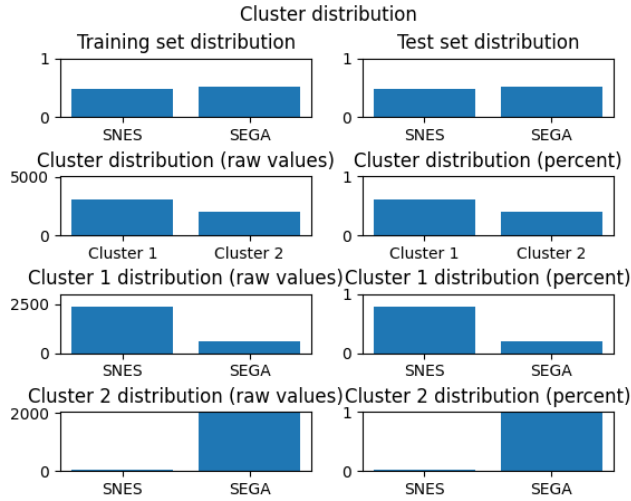 Cluster distribution
Training set distribution Test set distribution
1 1
0 0
SNES SEGA SNES SEGA
Cluster distribution (raw values) Cluster distribution (percent)
5000 1
0 0
Cluster 1 Cluster 2 Cluster 1 Cluster 2
Cluster 1 distribution (raw values) Cluster 1 distribution (percent)
2500 1
0 0
SNES SEGA SNES SEGA
Cluster 2 distribution (raw values) Cluster 2 distribution (percent)
2000 1
0 0
SNES SEGA SNES SEGA